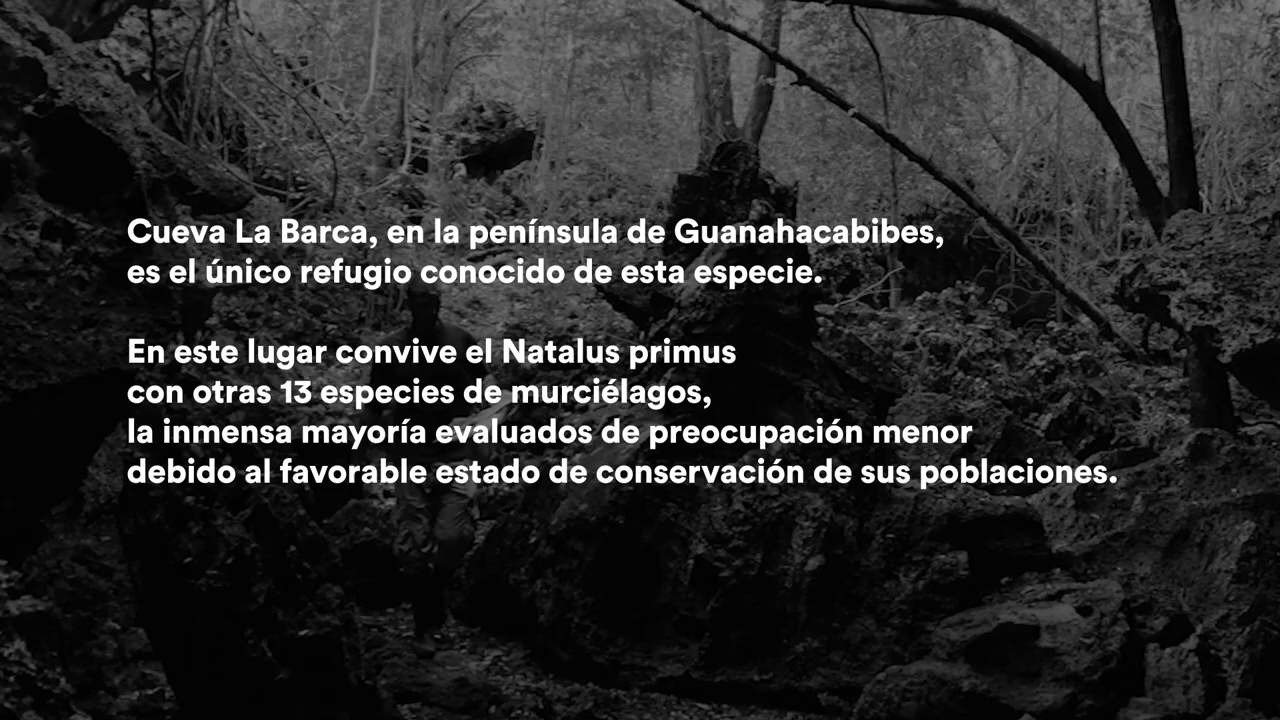 Cueva La Barca, en la península de Guanahacabibes,
es el único refugio conocido de esta especie.
En este lugar convive el Natalus primus
con otras 13 especies de murciélagos,
la inmensa mayoría evaluados de preocupación menor
debido al favorable estado de conservación de sus poblaciones.